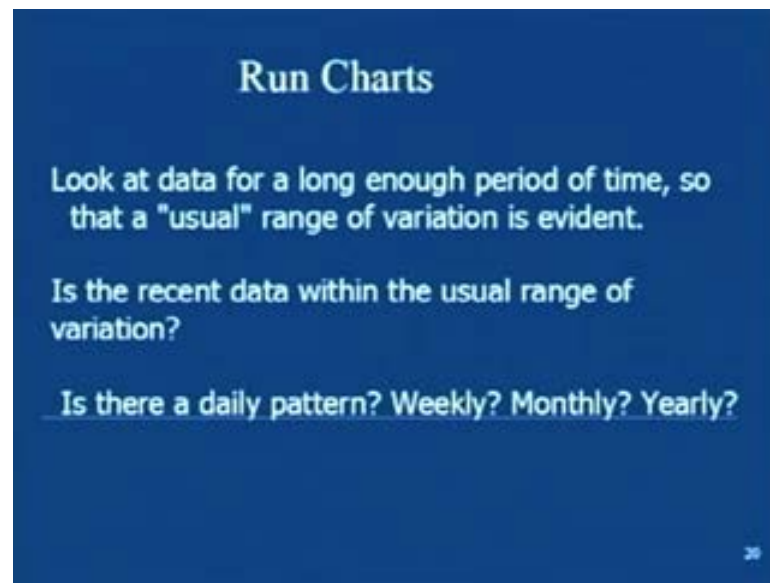 Run Charts
Look at data for a long enough period of time, so
that a "usual" range of variation is evident.
Is the recent data within the usual range of
variation?
Is there a daily pattern? Weekly? Monthly? Yearly?
20